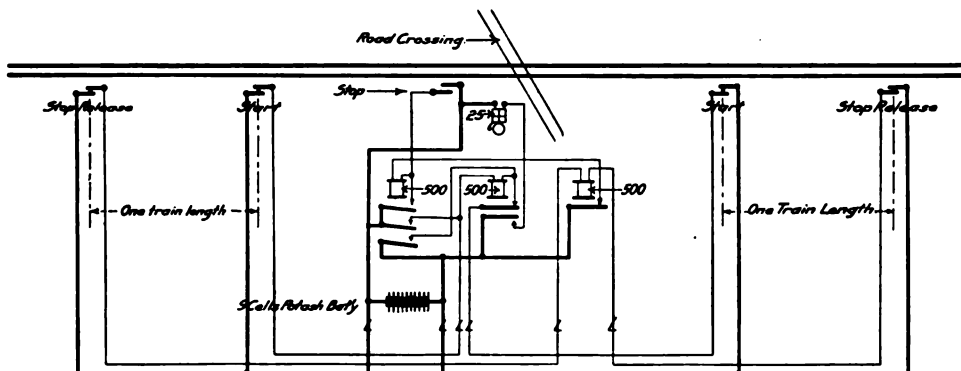 Road Crossing
Stop Release
Start
Stop
25
Start
Stop Release
500
500
500
One train length
One Train Length
9 Cells Potash Bat'y
L
L
L
L
L
L